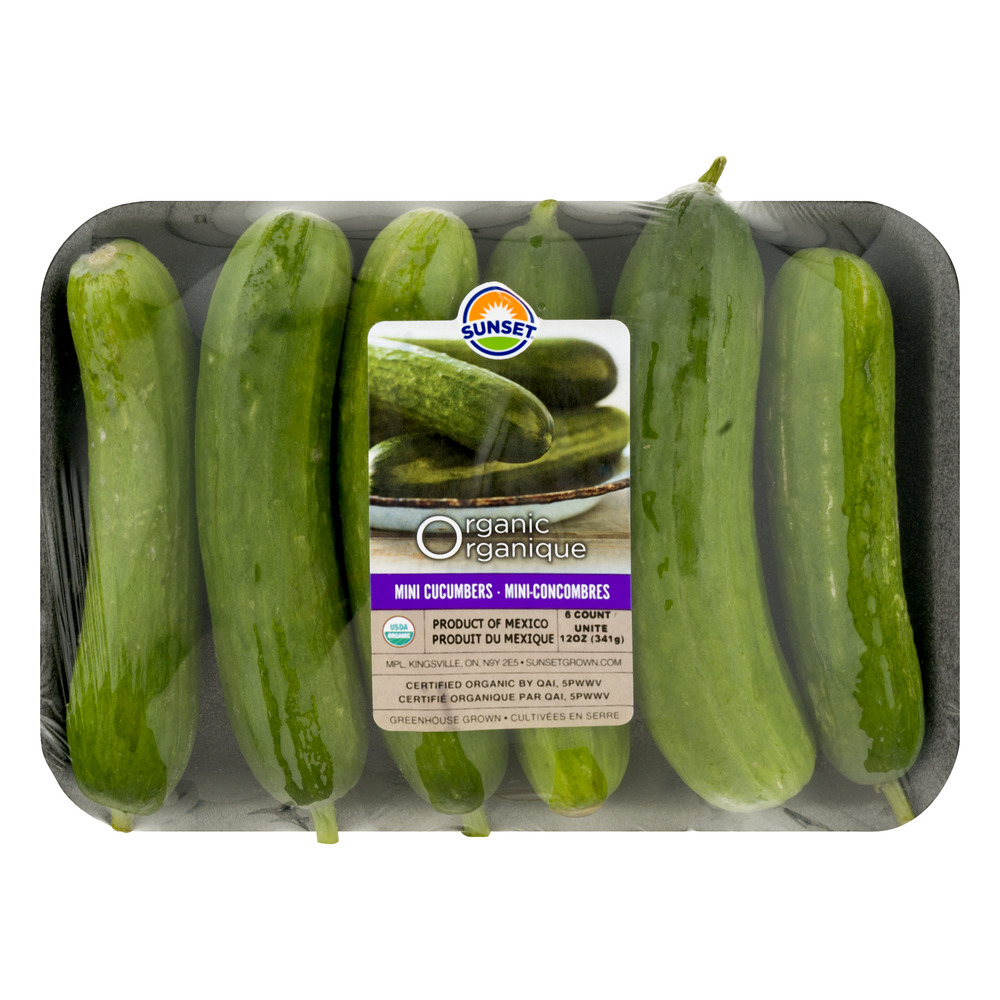 SUNSET
Organic
Organique
MINI CUCUMBERS · MINI-CONCOMBRES
USDA
ORGANIC
PRODUCT OF MEXICO
PRODUIT DU MEXIQUE
6 COUNT /
UNITE
12OZ (341g)
MPL, KINGSVILLE, ON, N9Y 2E5 • SUNSETGROWN.COM
CERTIFIED ORGANIC BY QAI, 5PWWV
CERTIFIÉ ORGANIQUE PAR QAI, 5PWWV
GREENHOUSE GROWN • CULTIVÉES EN SERRE